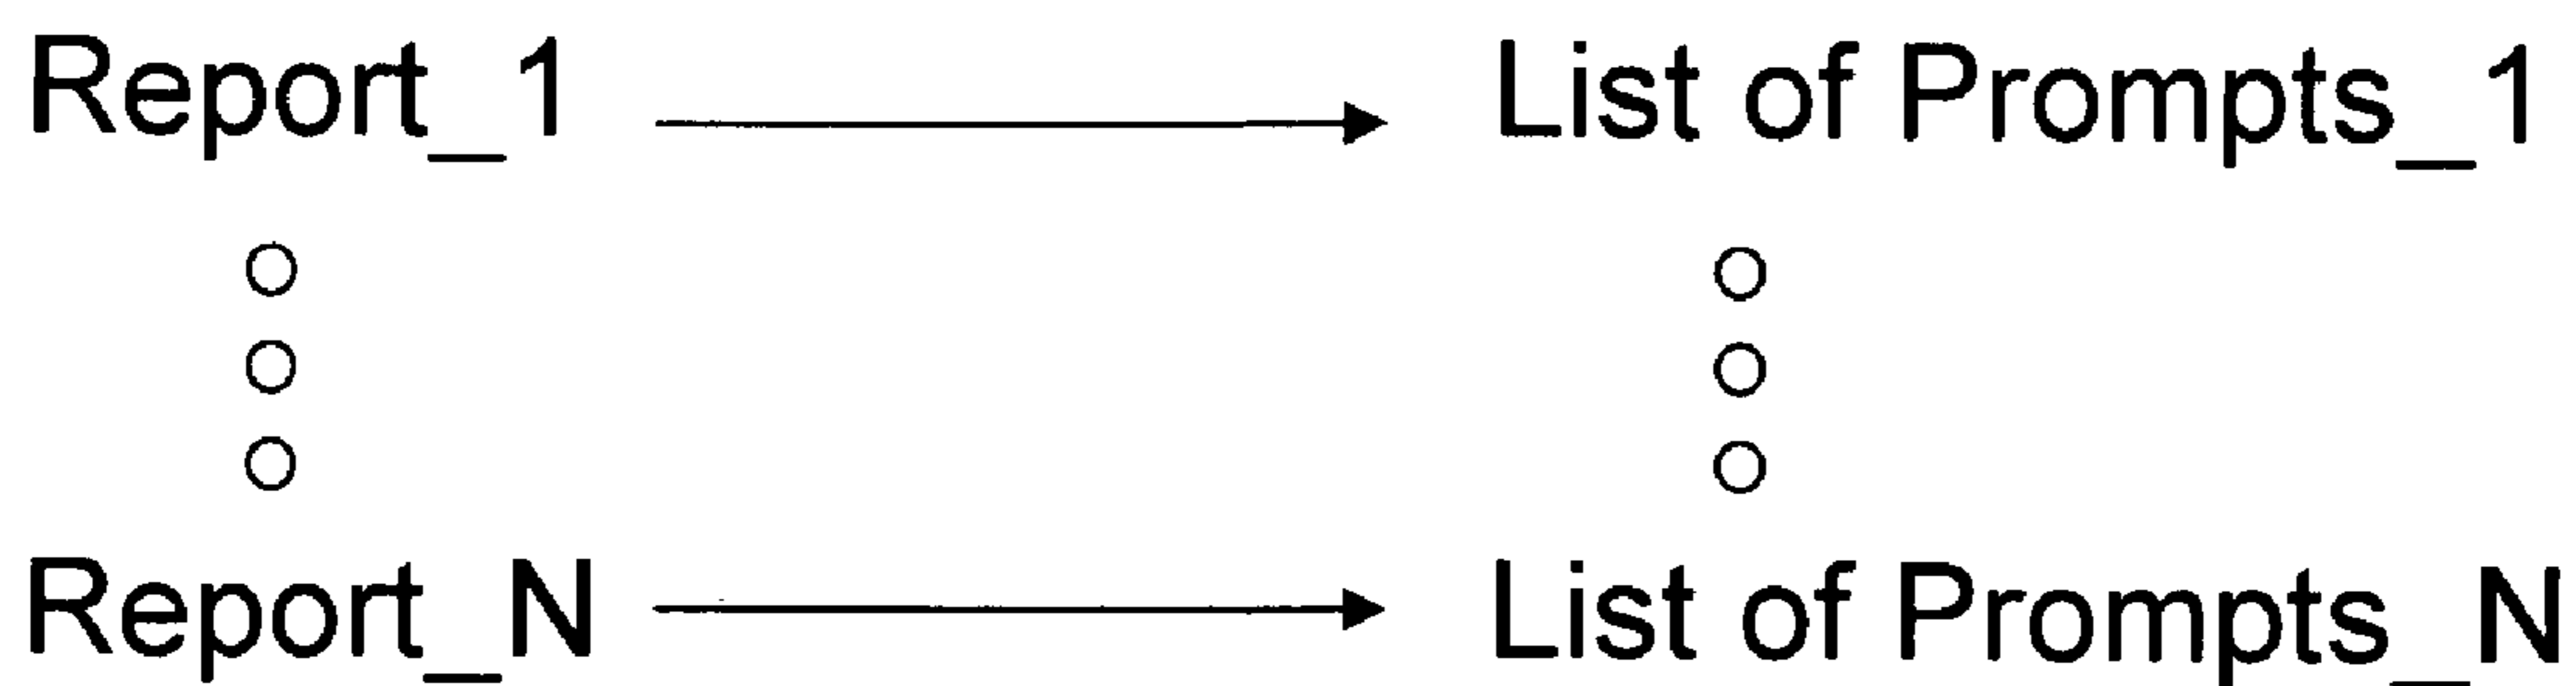 Report_1 List of Prompts_1
Report_N List of Prompts_N